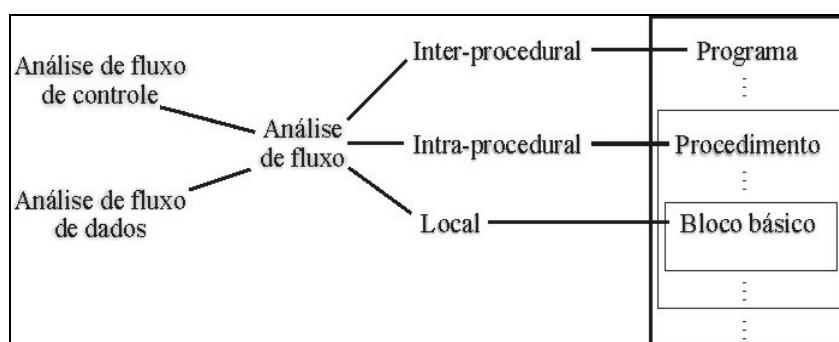 Análise de fluxo
de controle
Análise de fluxo
de dados
Análise
de fluxo
Inter-procedural
Intra-procedural
Local
Programa
Procedimento
Bloco básico